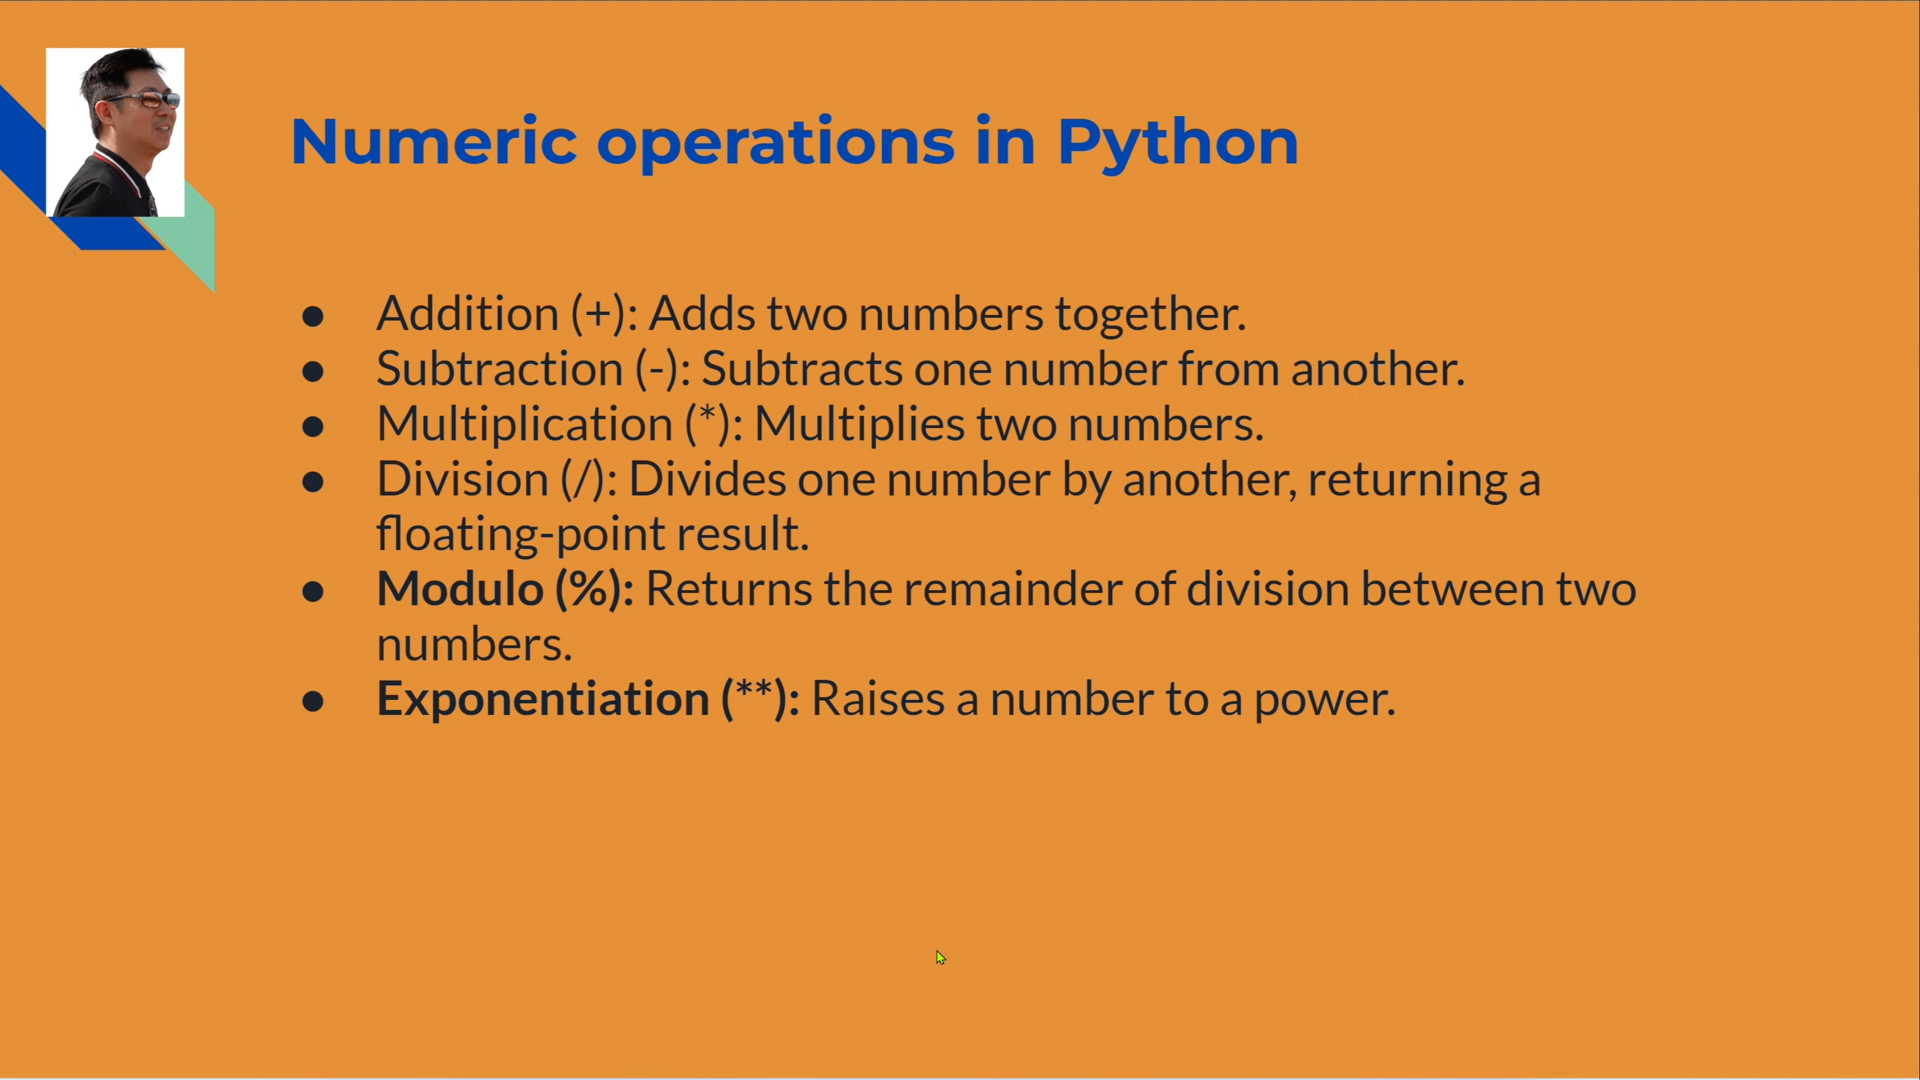 Numeric operations in Python
● Addition (+): Adds two numbers together.
● Subtraction (-): Subtracts one number from another.
● Multiplication (*): Multiplies two numbers.
● Division (/): Divides one number by another, returning a
floating-point result.
● Modulo (%): Returns the remainder of division between two
numbers.
● Exponentiation (**): Raises a number to a power.